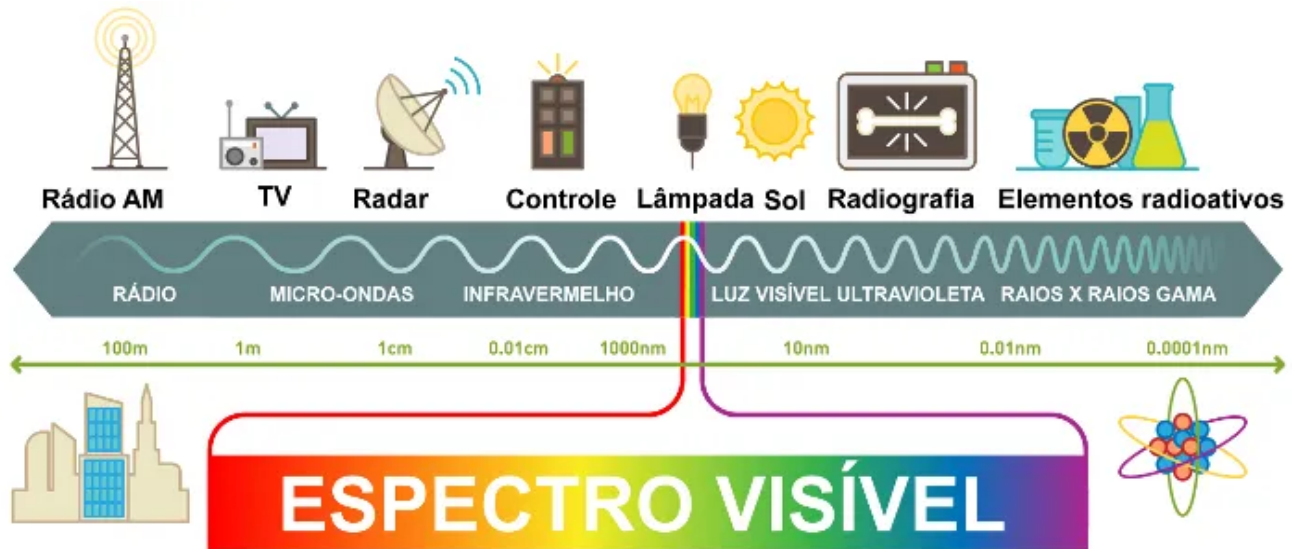 Rádio AM
TV
Radar
Controle
Lâmpada
Sol
Radiografia
Elementos radioativos
RÁDIO
MICRO-ONDAS
INFRAVERMELHO
LUZ VISÍVEL
ULTRAVIOLETA
RAIOS X
RAIOS GAMA
100m
1m
1cm
0.01cm
1000nm
10nm
0.01nm
0.0001nm
ESPECTRO VISÍVEL